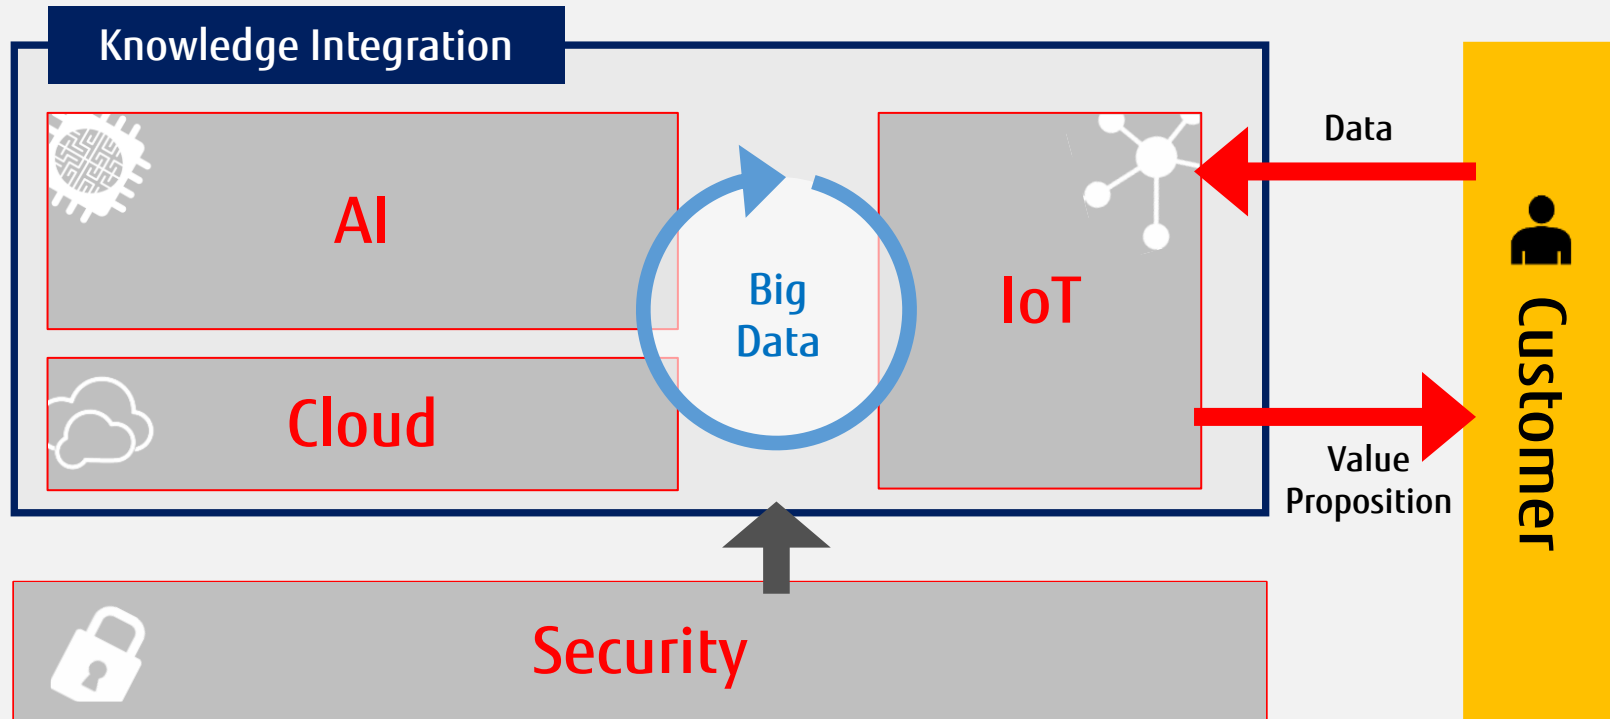 Knowledge Integration
AI
Big
Data
IoT
Cloud
Data
Value
Proposition
Customer
Security